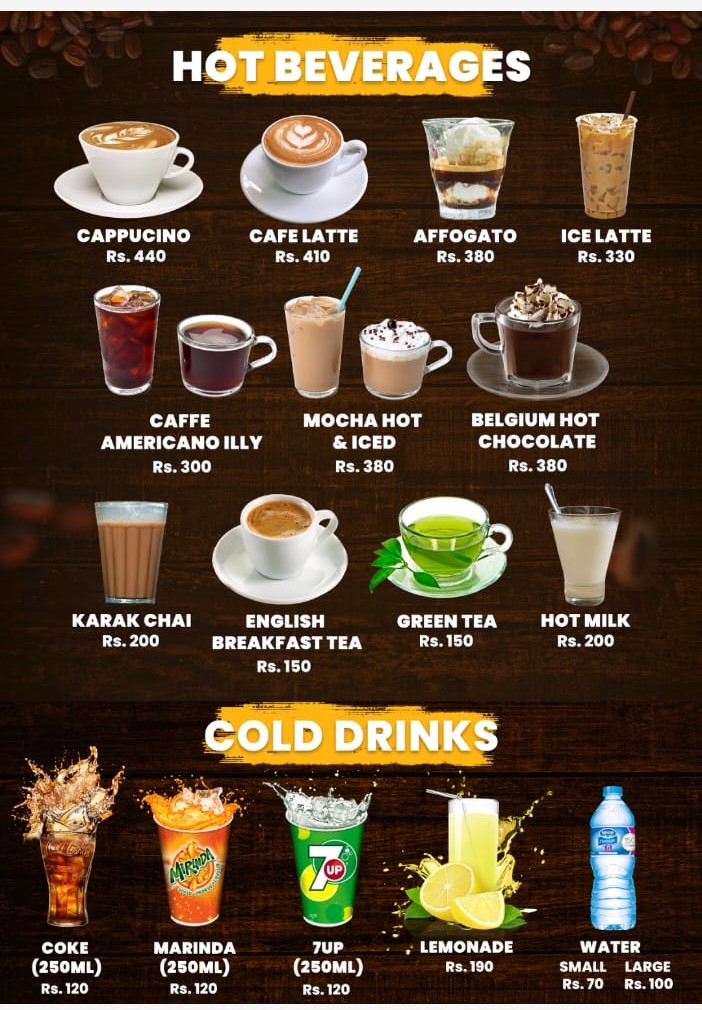 HOT BEVERAGES
CAPPUCINO
Rs. 440
CAFE LATTE
Rs. 410
AFFOGATO
Rs. 380
ICE LATTE
Rs. 330
CAFFE
AMERICANO ILLY
Rs. 300
MOCHA HOT
& ICED
Rs. 380
BELGIUM HOT
CHOCOLATE
Rs. 380
KARAK CHAI
Rs. 200
ENGLISH
BREAKFAST TEA
Rs. 150
GREEN TEA
Rs. 150
HOT MILK
Rs. 200
COLD DRINKS
MIRINDA
7
UP
COKE
(250ML)
Rs. 120
MARINDA
(250ML)
Rs. 120
7UP
(250ML)
Rs. 120
LEMONADE
Rs. 190
WATER
SMALL LARGE
Rs. 70 Rs. 100